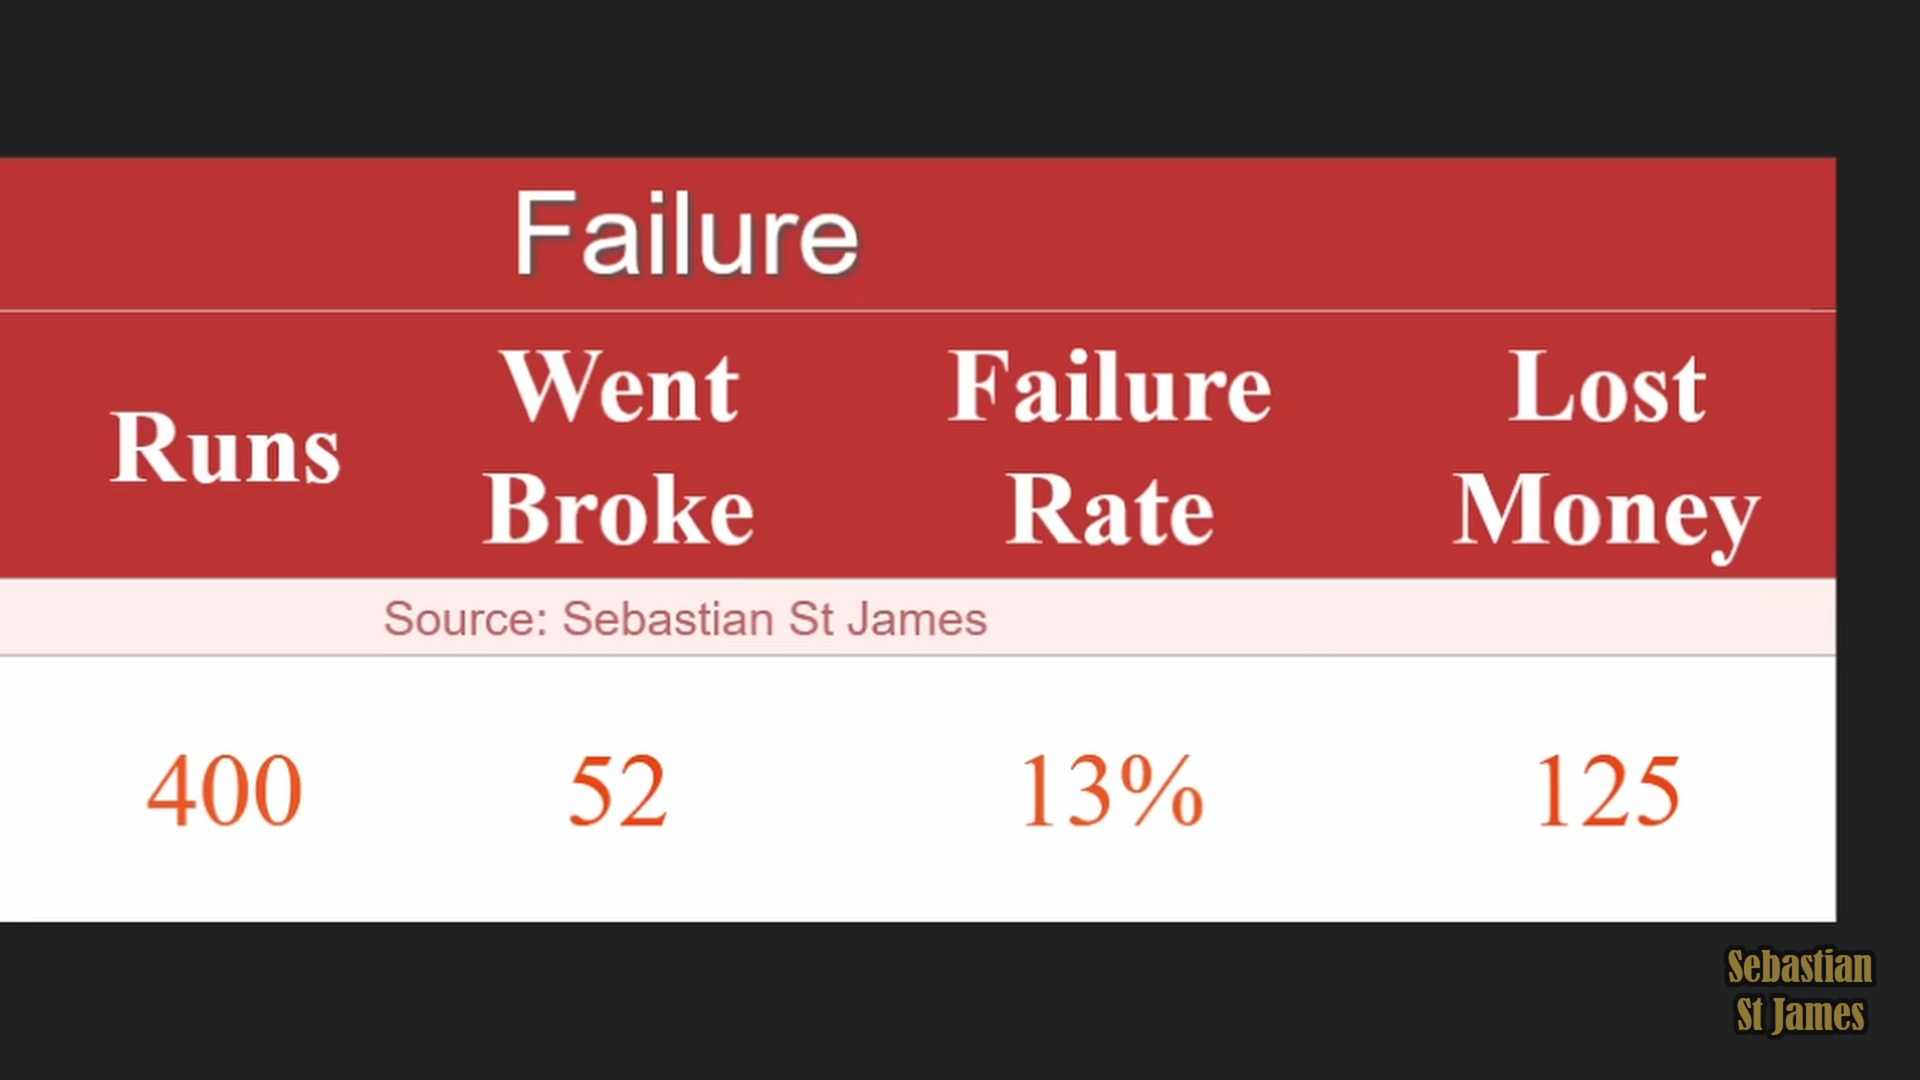 Failure
Runs
Went
Broke
Failure
Rate
Lost
Money
Source: Sebastian St James
400
52
13%
125
Sebastian
St James